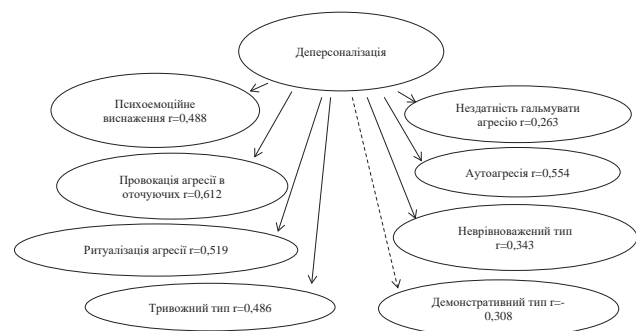 Деперсоналізація
Психоемоційне
виснаження r=0,488
Нездатність гальмувати
агресію r=0,263
Провокація агресії в
оточуючих r=0,612
Аутоагресія r=0,554
Ритуалізація агресії r=0,519
Неврівноважений тип
r=0,343
Тривожний тип r=0,486
Демонстративний тип r=-
0,308